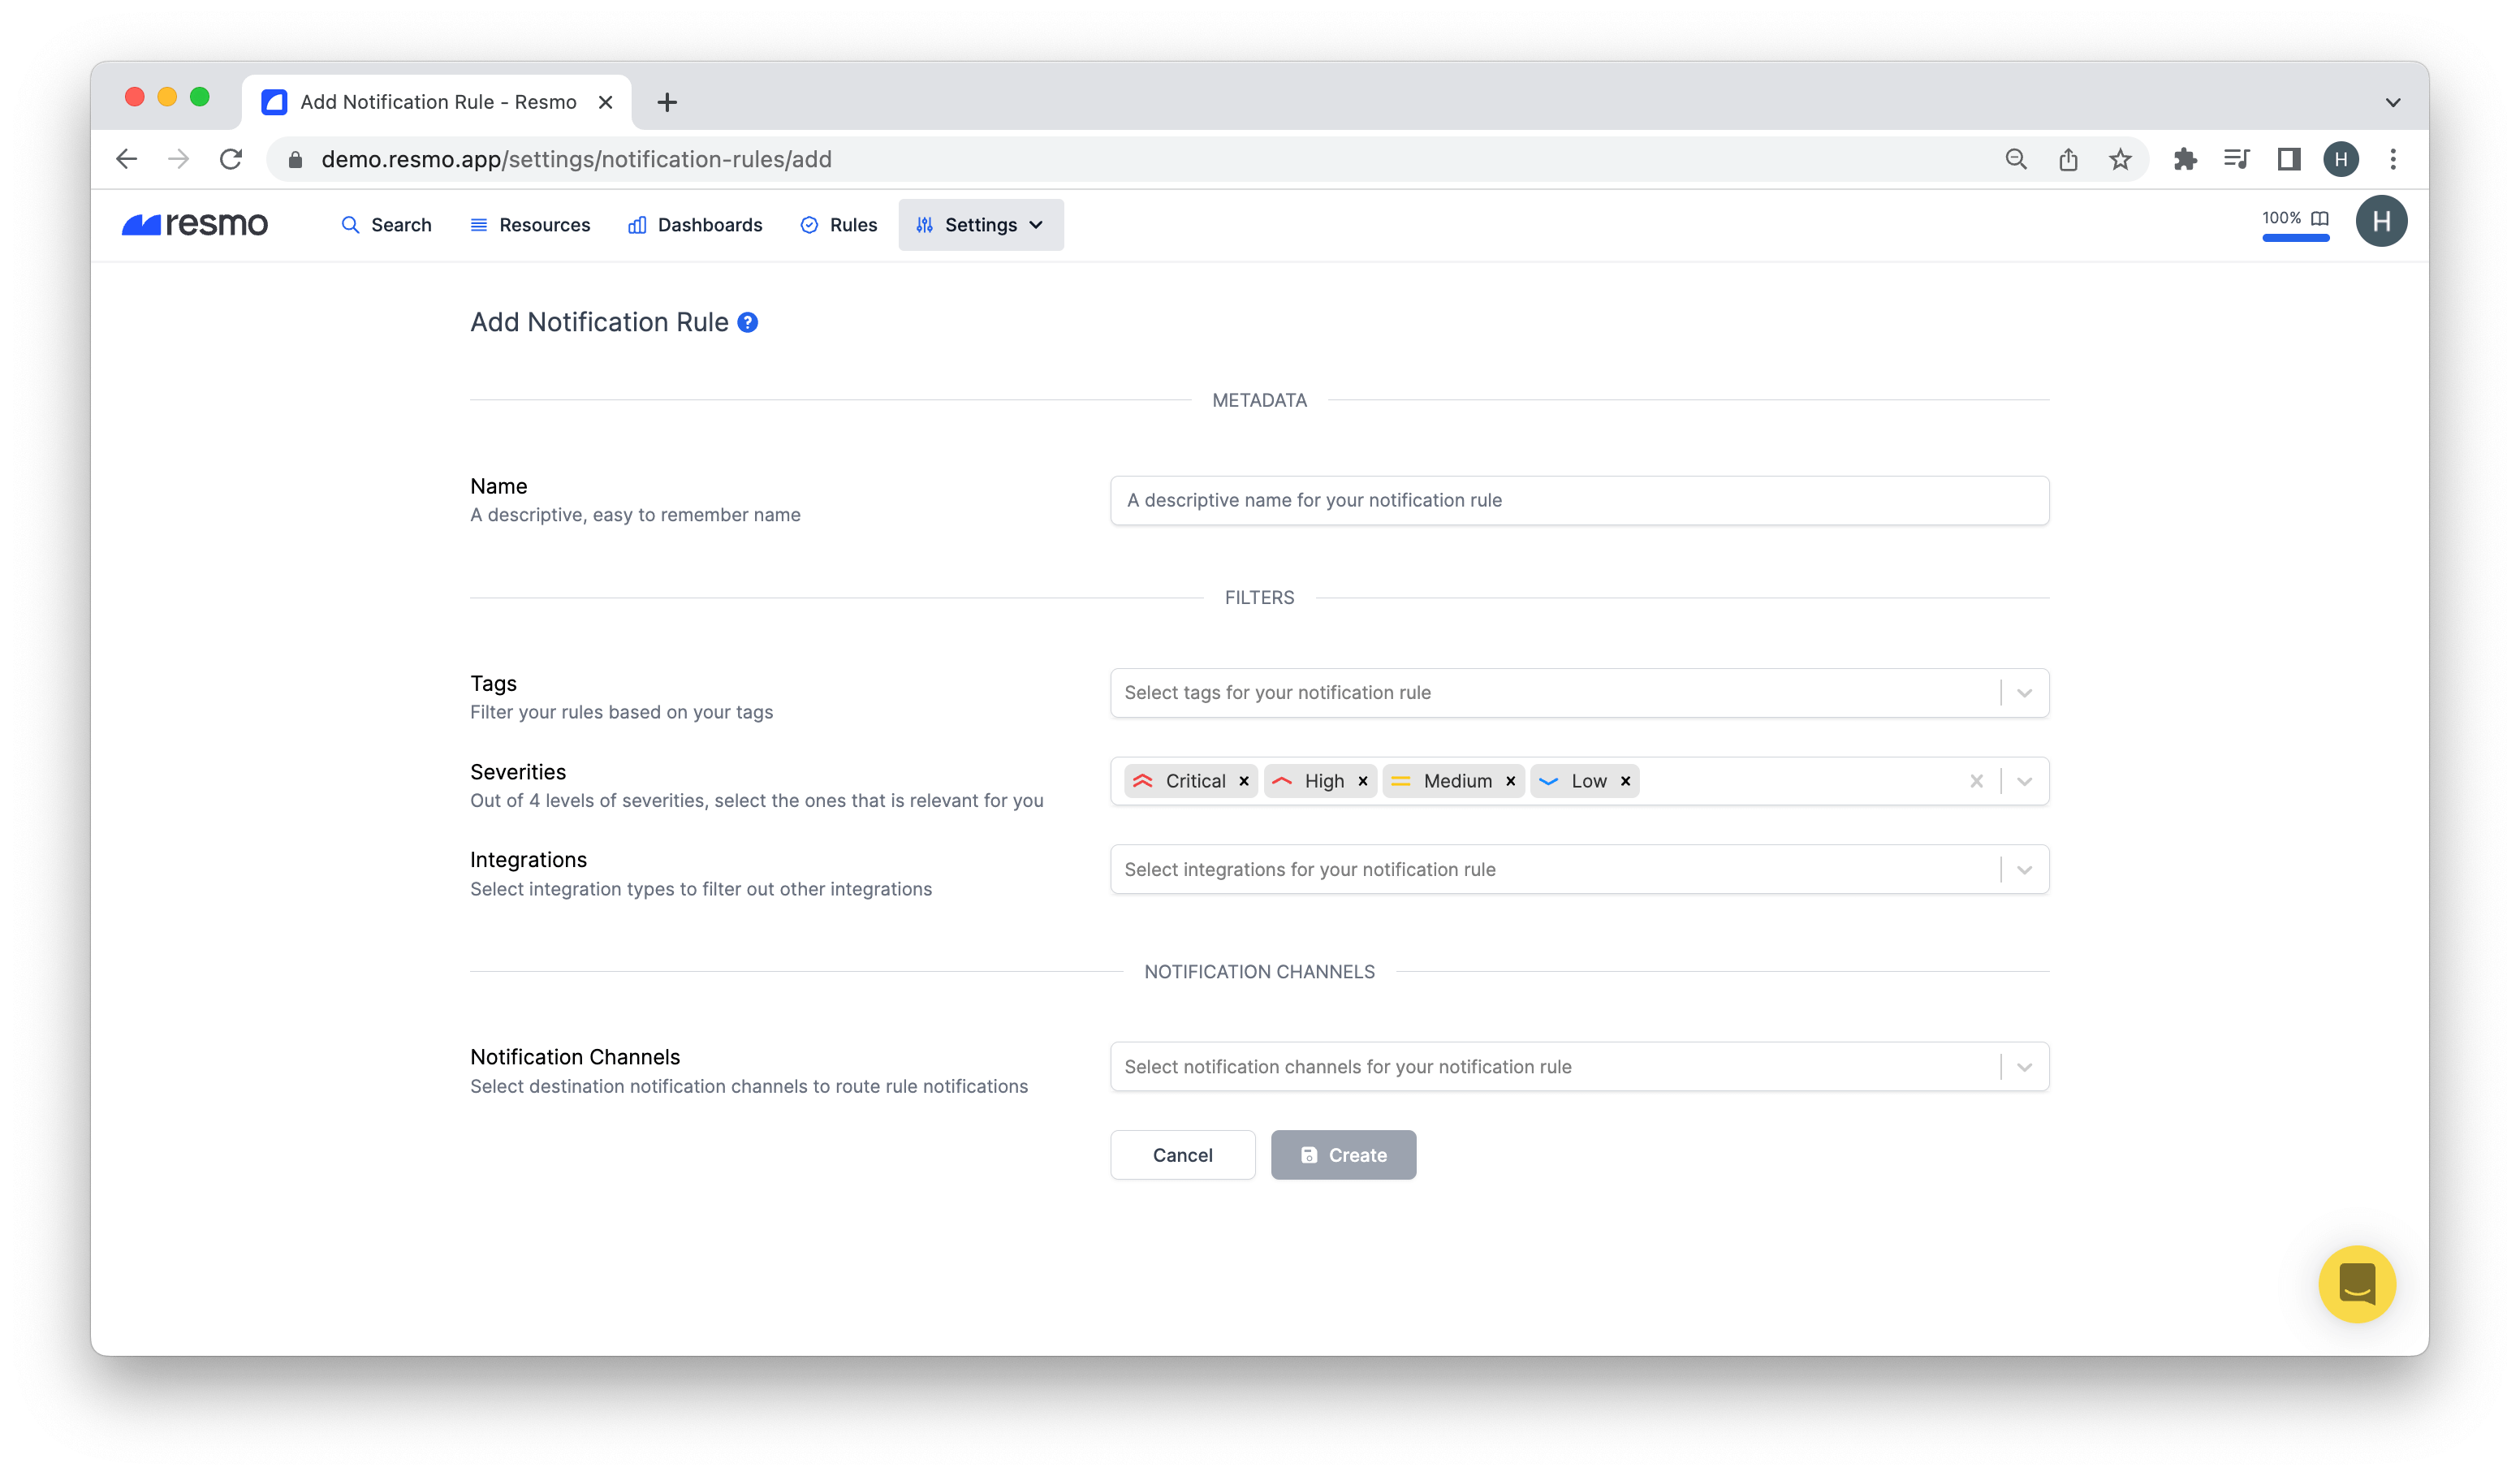 Add Notification Rule - Resmo
demo.resmo.app/settings/notification-rules/add
H
resmo
Search
Resources
Dashboards
Rules
Settings
100%
H
Add Notification Rule ?
METADATA
Name
A descriptive, easy to remember name
A descriptive name for your notification rule
FILTERS
Tags
Filter your rules based on your tags
Select tags for your notification rule
Severities
Out of 4 levels of severities, select the ones that is relevant for you
Critical
High
Medium
Low
Integrations
Select integration types to filter out other integrations
Select integrations for your notification rule
NOTIFICATION CHANNELS
Notification Channels
Select destination notification channels to route rule notifications
Select notification channels for your notification rule
Cancel
Create